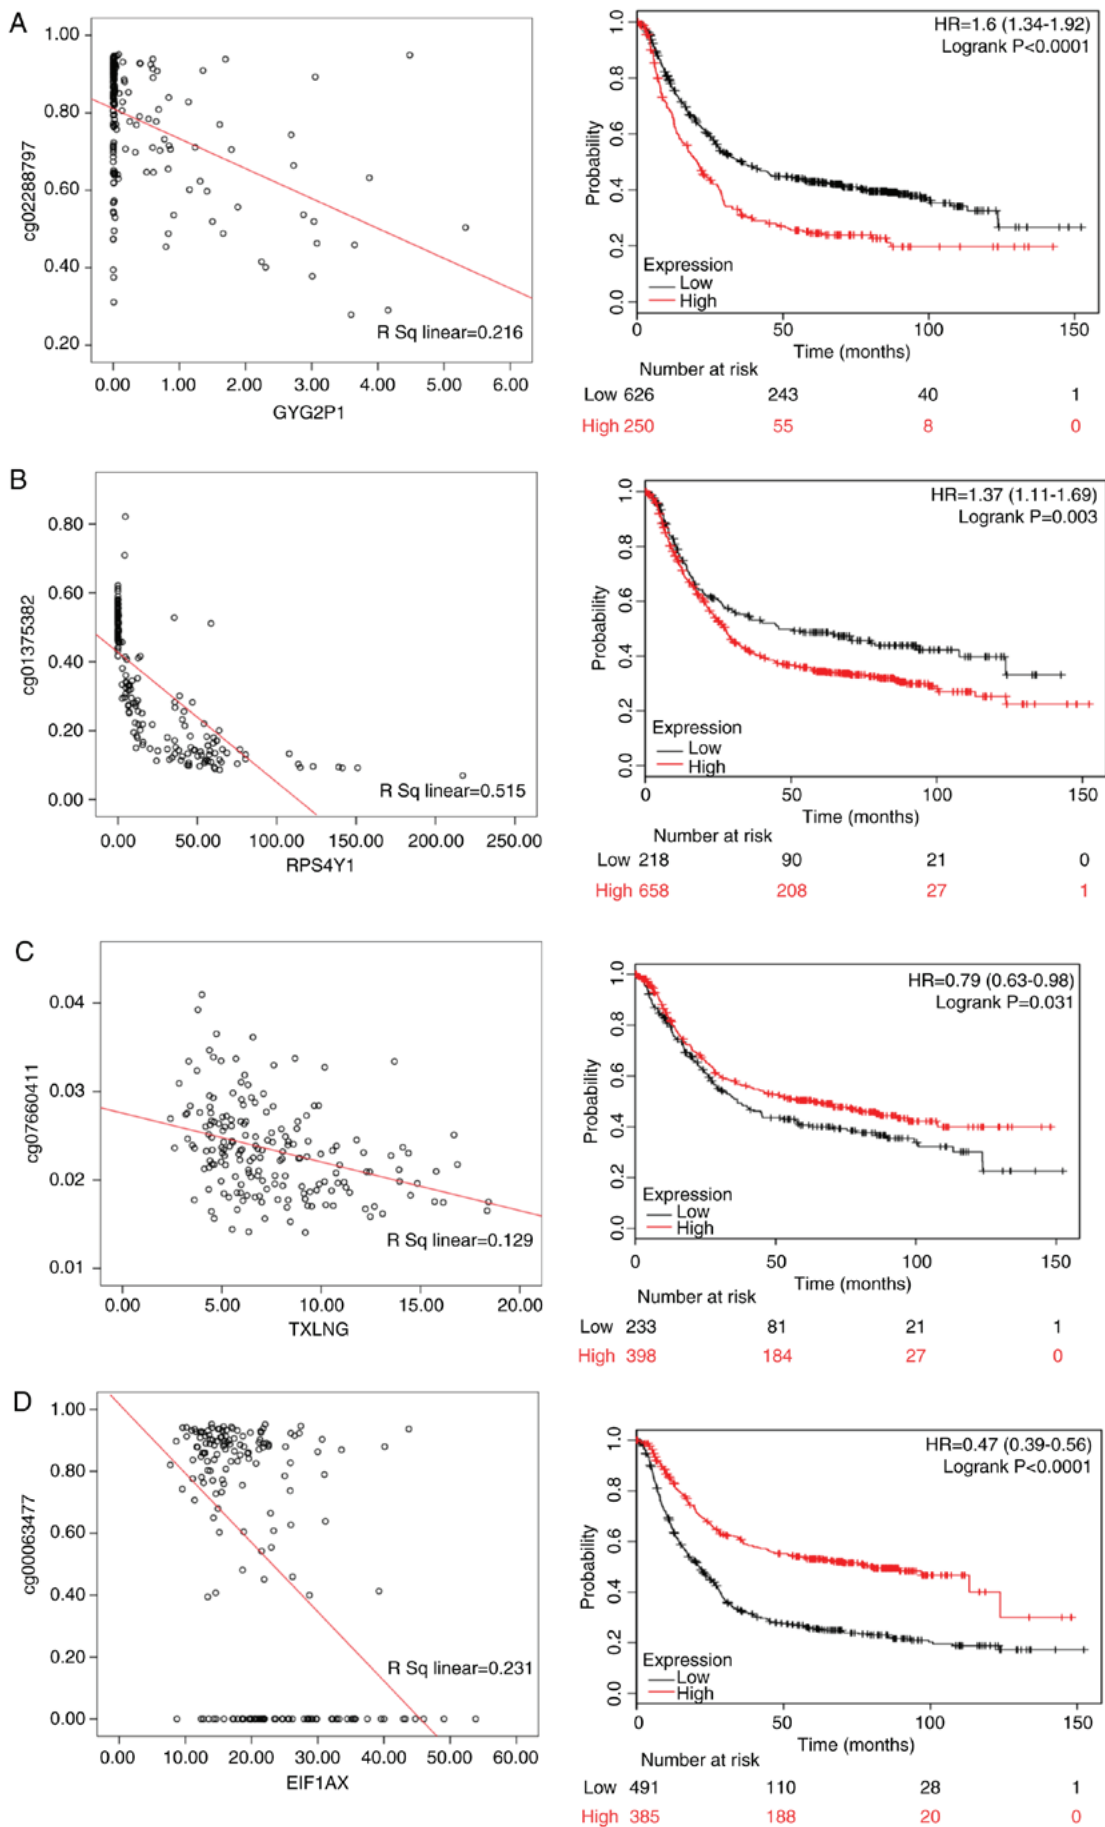 A
1.00
0.80
0.60
0.40
0.20
cg02288797
R Sq linear=0.216
0.00 1.00 2.00 3.00 4.00 5.00 6.00
GYG2P1
HR=1.6 (1.34-1.92)
Logrank P<0.0001
1.0
0.8
0.6
0.4
0.2
0.0
Probability
Expression
Low
High
0 50 100 150
Time (months)
Number at risk
Low 626 243 40 1
High 250 55 8 0
B
0.80
0.60
0.40
0.20
0.00
cg01375382
R Sq linear=0.515
0.00 50.00 100.00 150.00 200.00 250.00
RPS4Y1
HR=1.37 (1.11-1.69)
Logrank P=0.003
1.0
0.8
0.6
0.4
0.2
0.0
Probability
Expression
Low
High
0 50 100 150
Time (months)
Number at risk
Low 218 90 21 0
High 658 208 27 1
C
0.04
0.03
0.02
0.01
cg07660411
R Sq linear=0.129
0.00 5.00 10.00 15.00 20.00
TXLNG
HR=0.79 (0.63-0.98)
Logrank P=0.031
1.0
0.8
0.6
0.4
0.2
0.0
Probability
Expression
Low
High
0 50 100 150
Time (months)
Number at risk
Low 233 81 21 1
High 398 184 27 0
D
1.00
0.80
0.60
0.40
0.20
0.00
cg00063477
R Sq linear=0.231
0.00 10.00 20.00 30.00 40.00 50.00 60.00
EIF1AX
HR=0.47 (0.39-0.56)
Logrank P<0.0001
1.0
0.8
0.6
0.4
0.2
0.0
Probability
Expression
Low
High
0 50 100 150
Time (months)
Number at risk
Low 491 110 28 1
High 385 188 20 0